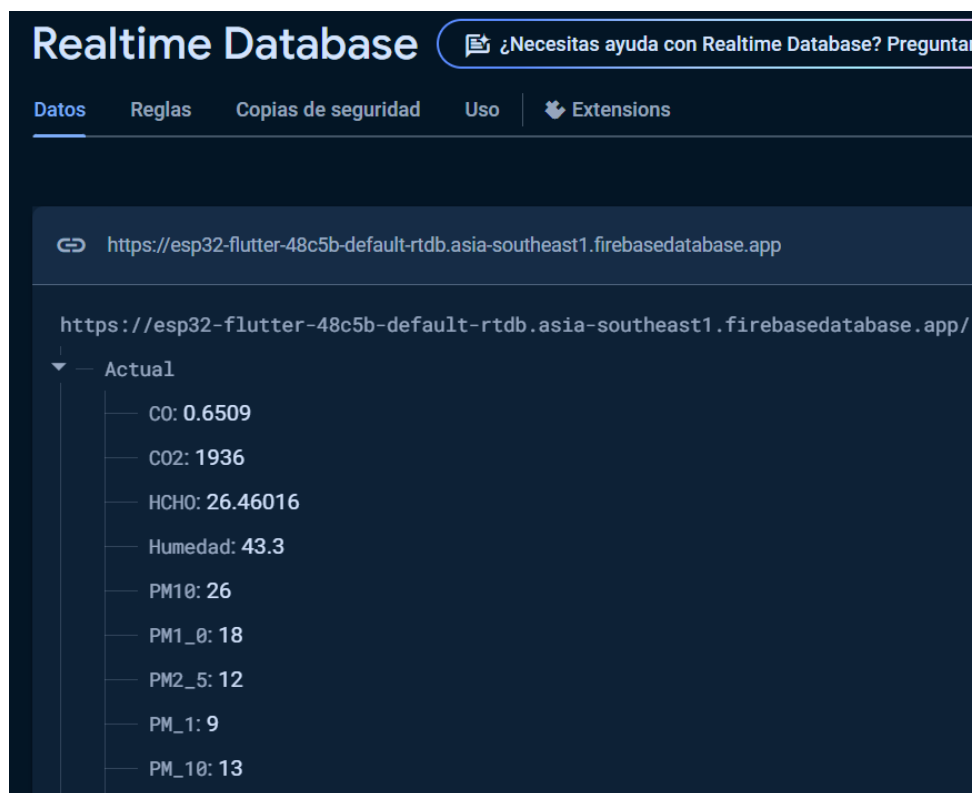 Realtime Database
¿Necesitas ayuda con Realtime Database? Preguntar
Datos Reglas Copias de seguridad Uso Extensions
https://esp32-flutter-48c5b-default-rtdb.asia-southeast1.firebasedatabase.app
https://esp32-flutter-48c5b-default-rtdb.asia-southeast1.firebasedatabase.app/
Actual
CO: 0.6509
CO2: 1936
HCHO: 26.46016
Humedad: 43.3
PM10: 26
PM1_0: 18
PM2_5: 12
PM_1: 9
PM_10: 13